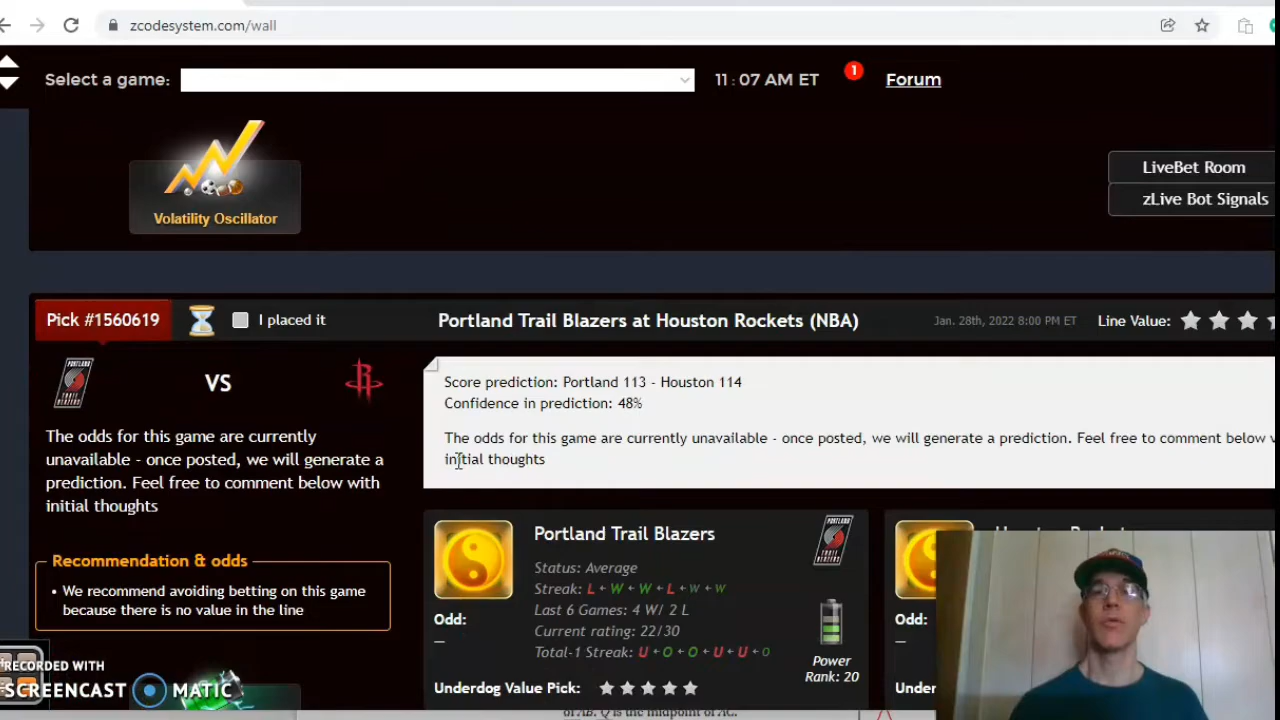 zcodesystem.com/wall
Select a game:
11:07 AM ET
1
Forum
Volatility Oscillator
LiveBet Room
zLive Bot Signals
Pick #1560619
I placed it
Portland Trail Blazers at Houston Rockets (NBA)
Jan. 28th, 2022 8:00 PM ET
Line Value:
VS
Score prediction: Portland 113 - Houston 114
Confidence in prediction: 48%
The odds for this game are currently unavailable - once posted, we will generate a prediction. Feel free to comment below
initial thoughts
The odds for this game are currently
unavailable - once posted, we will generate a
prediction. Feel free to comment below with
initial thoughts
Recommendation & odds
• We recommend avoiding betting on this game
because there is no value in the line
Portland Trail Blazers
Status: Average
Streak: L W W L W W
Last 6 Games: 4 W/ 2 L
Current rating: 22/30
Total-1 Streak: U O O U U O
Odd:
—
Underdog Value Pick:
Power
Rank: 20
Odd:
—
Under
RECORDED WITH
SCREENCAST MATIC
of AB. Q is the midpoint of AC.